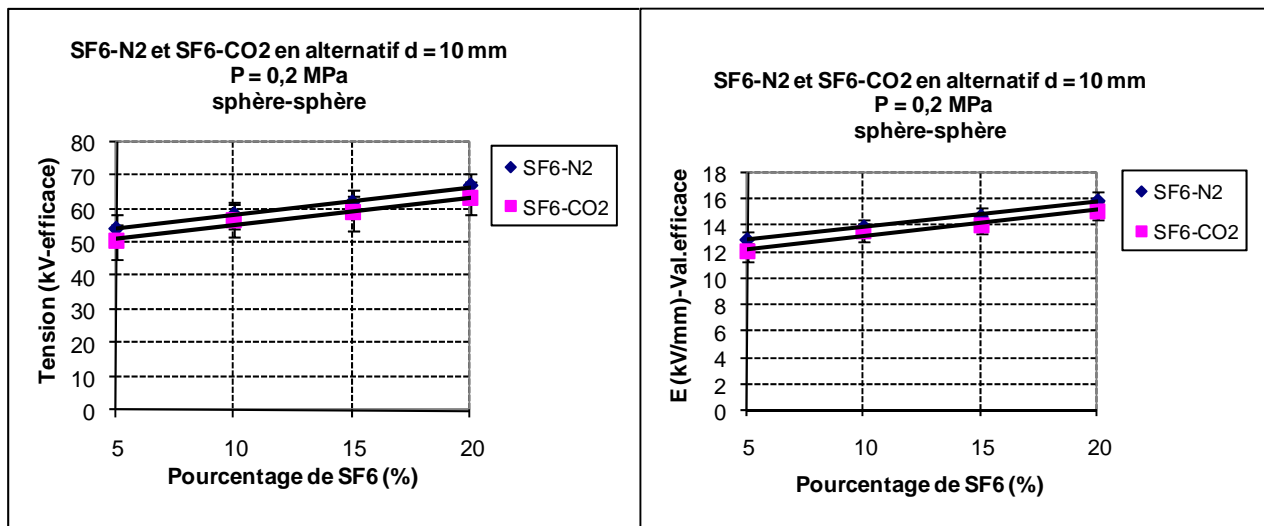 SF6-N2 et SF6-CO2 en alternatif d = 10 mm
P = 0,2 MPa
sphère-sphère
Tension (kV-efficace)
80
70
60
50
40
30
20
10
0
5 10 15 20
Pourcentage de SF6 (%)
SF6-N2
SF6-CO2
SF6-N2 et SF6-CO2 en alternatif d = 10 mm
P = 0,2 MPa
sphère-sphère
E (kV/mm)-Val.efficace
18
16
14
12
10
8
6
4
2
0
5 10 15 20
Pourcentage de SF6 (%)
SF6-N2
SF6-CO2